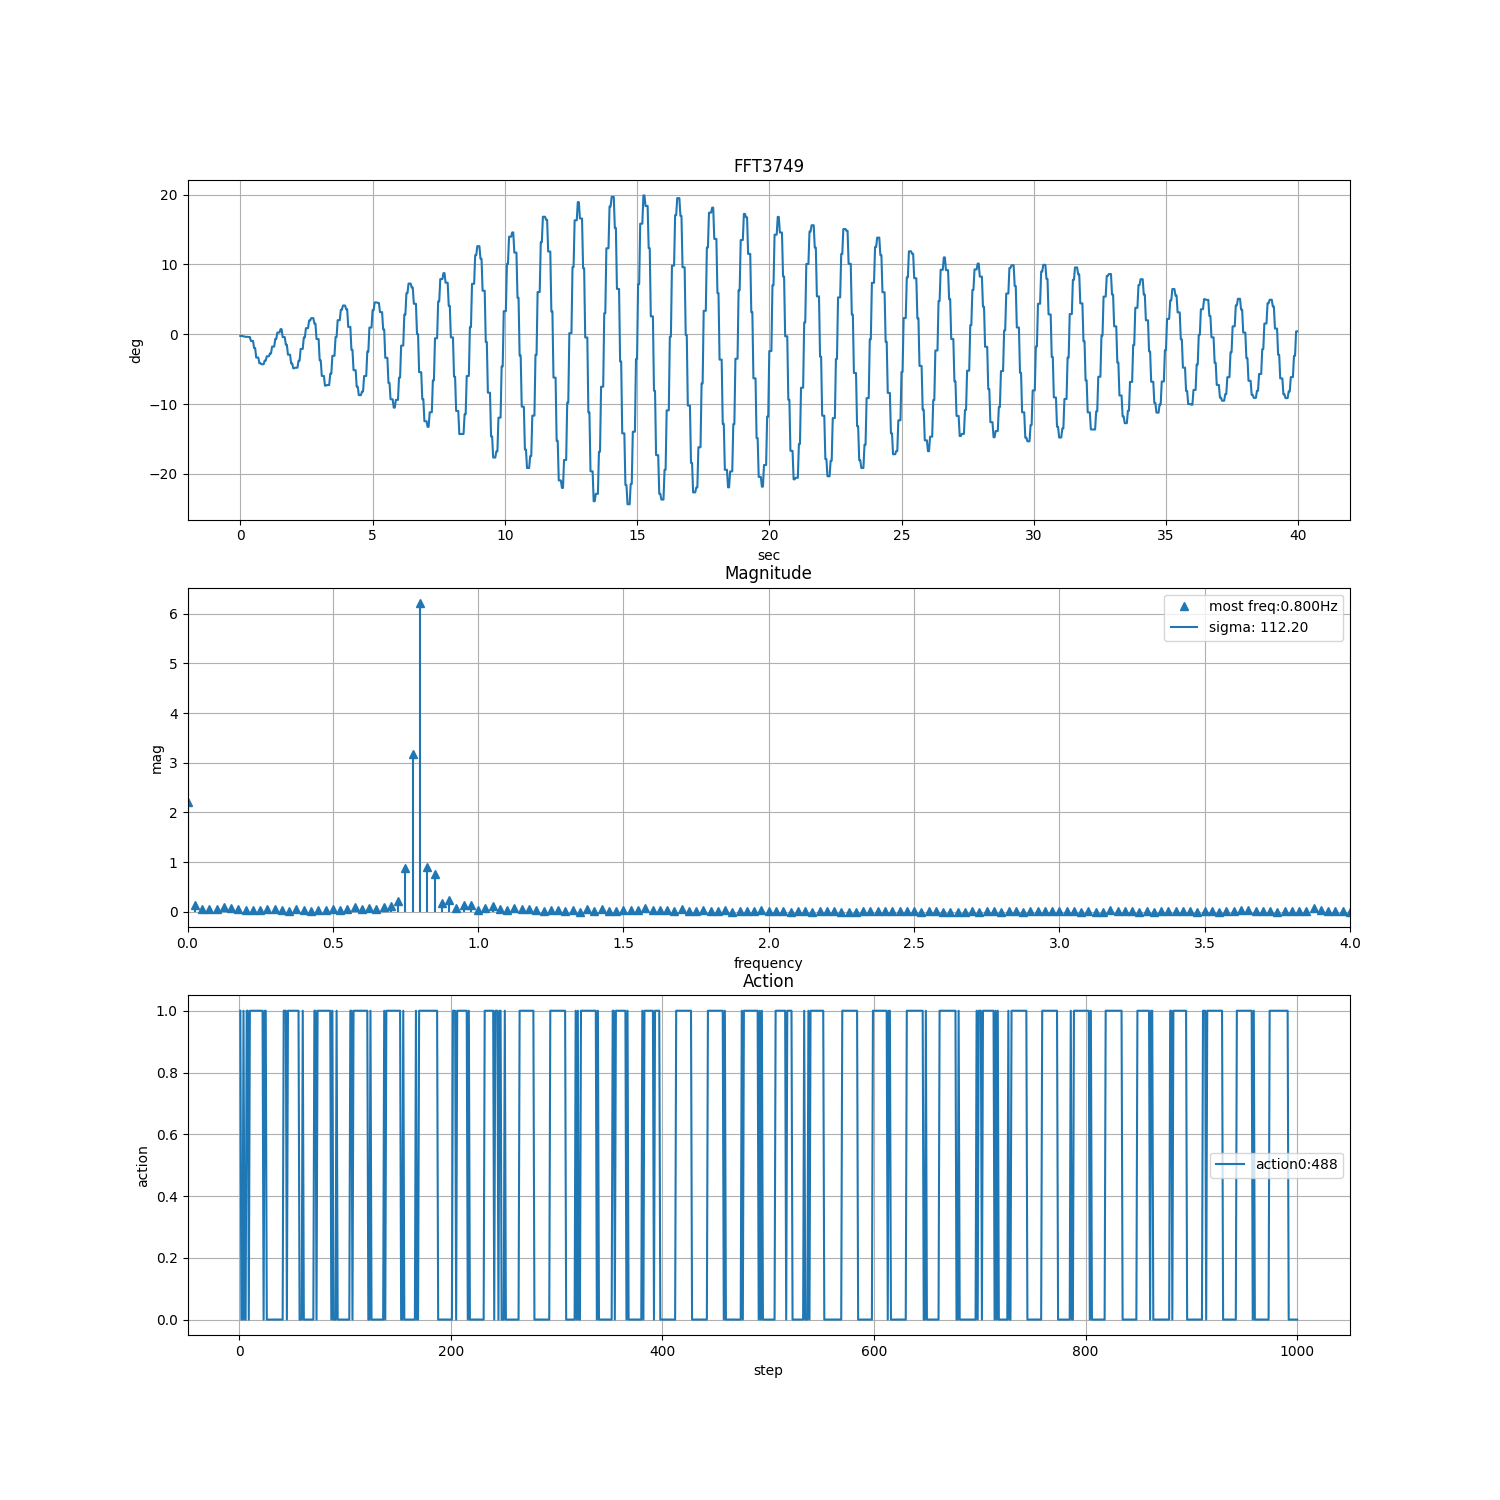 FFT3749
20
10
0
−10
−20
deg
0 5 10 15 20 25 30 35 40
sec
Magnitude
most freq:0.800Hz
sigma: 112.20
6
5
4
3
2
1
0
mag
0.0 0.5 1.0 1.5 2.0 2.5 3.0 3.5 4.0
frequency
Action
1.0
0.8
0.6
0.4
0.2
0.0
action
action0:488
0 200 400 600 800 1000
step